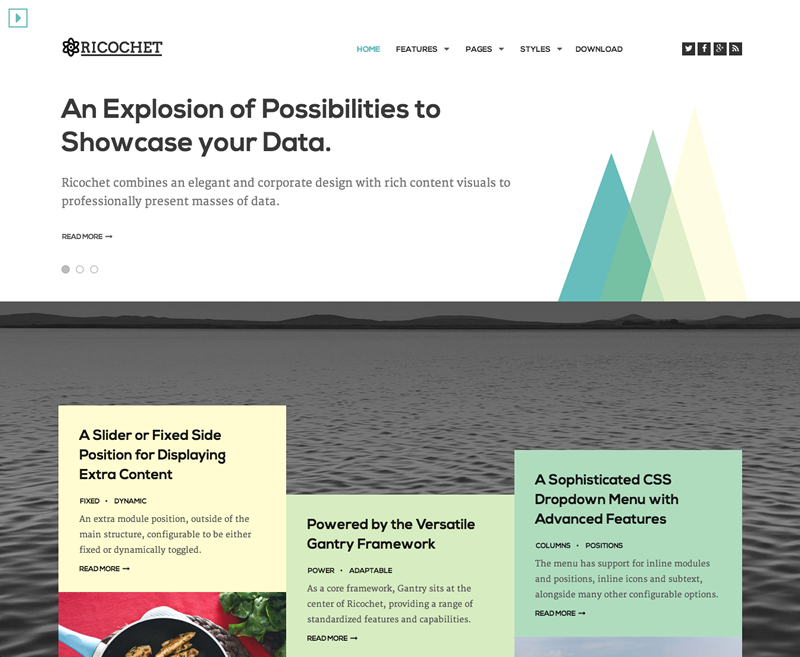 RICOCHET
HOME FEATURES PAGES STYLES DOWNLOAD
An Explosion of Possibilities to
Showcase your Data.
Ricochet combines an elegant and corporate design with rich content visuals to
professionally present masses of data.
READ MORE →
A Slider or Fixed Side
Position for Displaying
Extra Content
FIXED • DYNAMIC
An extra module position, outside of the
main structure, configurable to be either
fixed or dynamically toggled.
READ MORE →
Powered by the Versatile
Gantry Framework
POWER • ADAPTABLE
As a core framework, Gantry sits at the
center of Ricochet, providing a range of
standardized features and capabilities.
READ MORE →
A Sophisticated CSS
Dropdown Menu with
Advanced Features
COLUMNS • POSITIONS
The menu has support for inline modules
and positions, inline icons and subtext,
alongside many other configurable options.
READ MORE →